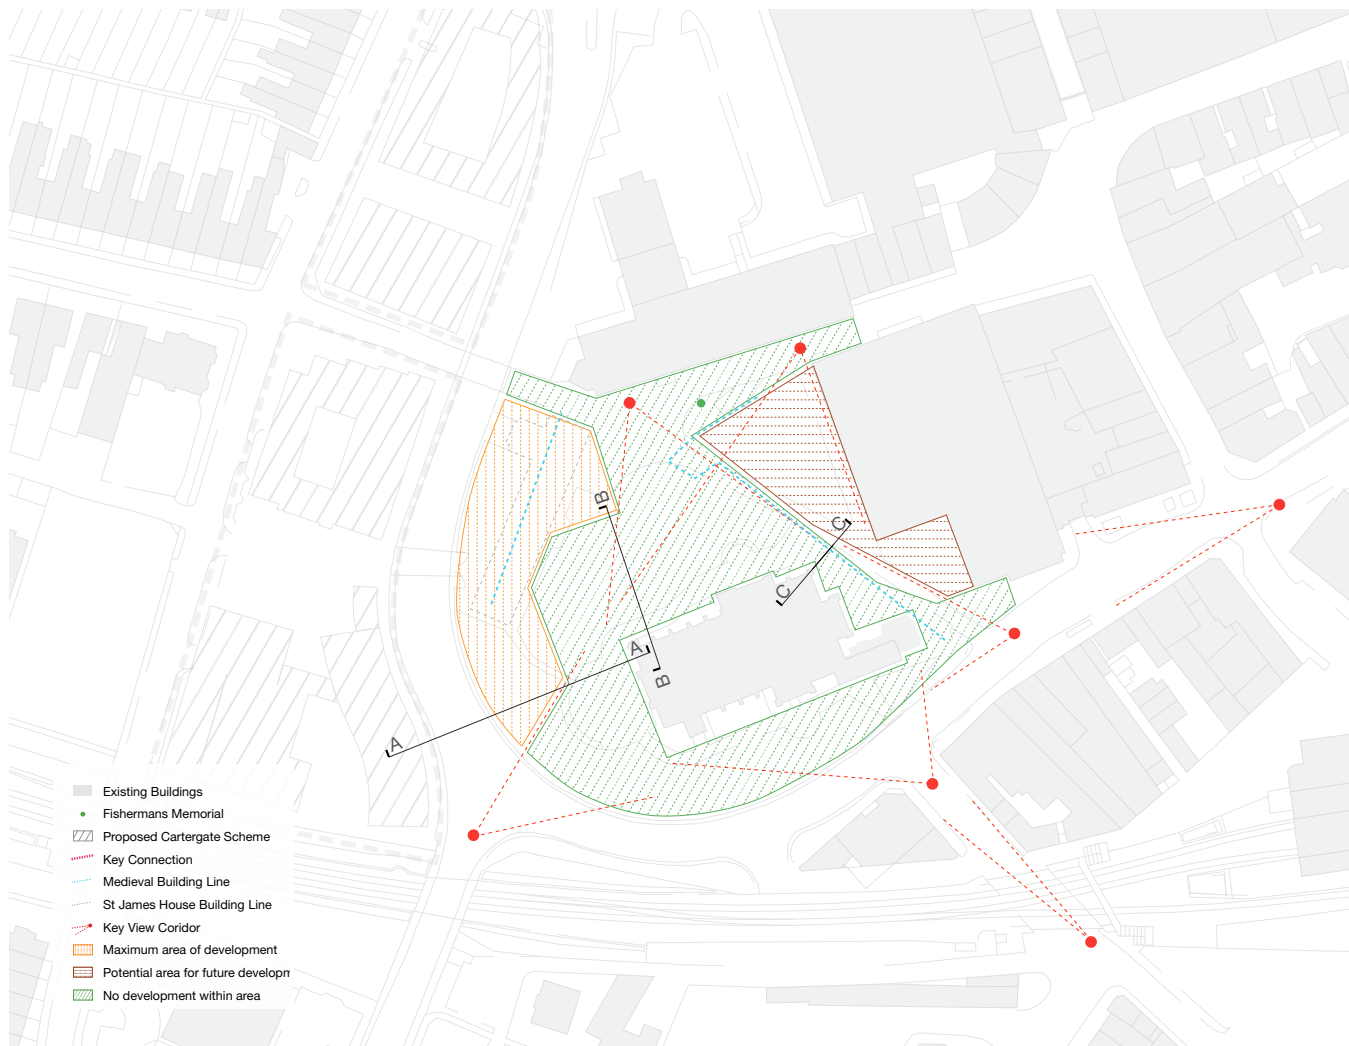 B
C
C
A
B
A
Existing Buildings
Fishermans Memorial
Proposed Cartergate Scheme
Key Connection
Medieval Building Line
St James House Building Line
Key View Coridor
Maximum area of development
Potential area for future developm
No development within area